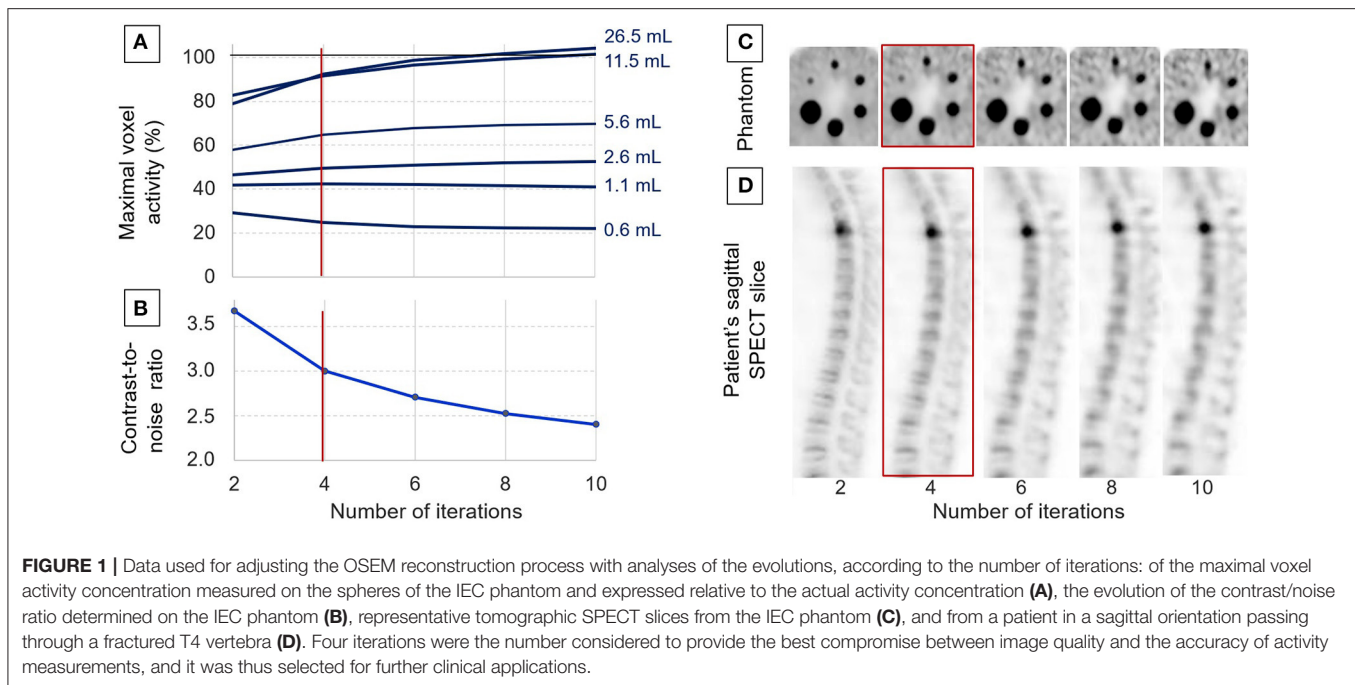 A
Maximal voxel
activity (%)
100
80
60
40
20
0
26.5 mL
11.5 mL
5.6 mL
2.6 mL
1.1 mL
0.6 mL
B
Contrast-to-
noise ratio
3.5
3.0
2.5
2.0
2 4 6 8 10
Number of iterations
C
Phantom
D
Patient's sagittal
SPECT slice
2 4 6 8 10
Number of iterations
FIGURE 1 | Data used for adjusting the OSEM reconstruction process with analyses of the evolutions, according to the number of iterations: of the maximal voxel
activity concentration measured on the spheres of the IEC phantom and expressed relative to the actual activity concentration (A), the evolution of the contrast/noise
ratio determined on the IEC phantom (B), representative tomographic SPECT slices from the IEC phantom (C), and from a patient in a sagittal orientation passing
through a fractured T4 vertebra (D). Four iterations were the number considered to provide the best compromise between image quality and the accuracy of activity
measurements, and it was thus selected for further clinical applications.